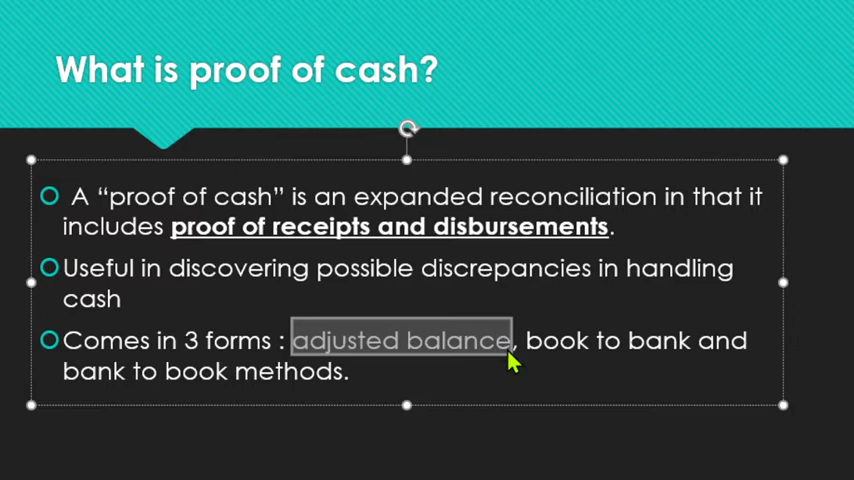 What is proof of cash?
A “proof of cash” is an expanded reconciliation in that it
includes proof of receipts and disbursements.
Useful in discovering possible discrepancies in handling
cash
Comes in 3 forms : adjusted balance, book to bank and
bank to book methods.